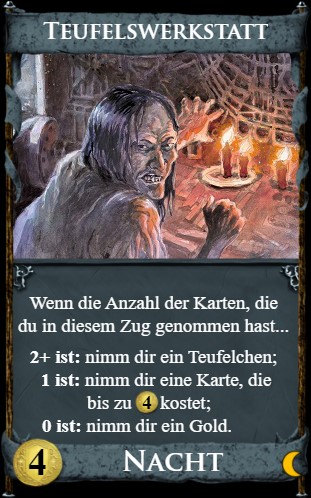 TEUFELSWERKSTATT
Wenn die Anzahl der Karten, die
du in diesem Zug genommen hast...
2+ ist: nimm dir ein Teufelchen;
1 ist: nimm dir eine Karte, die
bis zu 4 kostet;
0 ist: nimm dir ein Gold.
4 NACHT